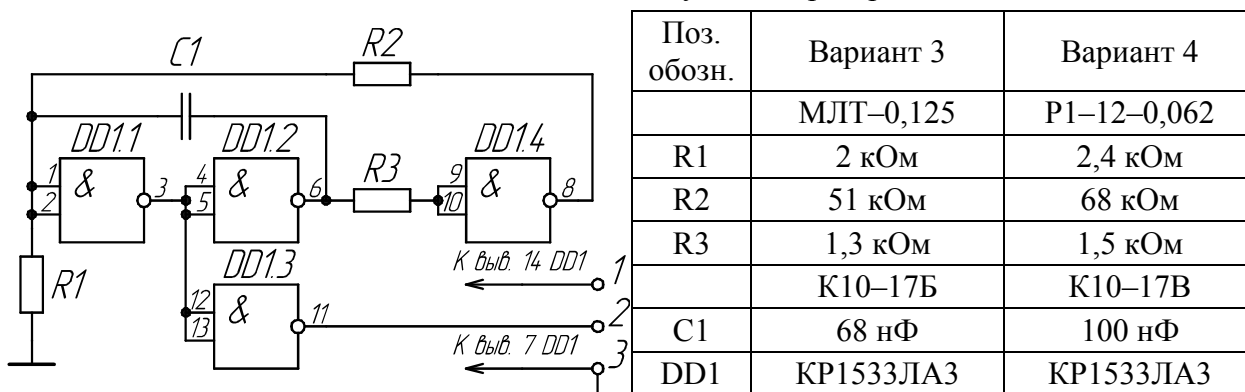 C1
R2
DD1.1
DD1.2
DD1.4
R3
1
2
&
3
4
5
&
6
9
10
&
8
R1
DD1.3
12
13
&
11
К выв. 14 DD1
1
2
К выв. 7 DD1
3
Поз. обозн. Вариант 3 Вариант 4
МЛТ–0,125 Р1–12–0,062
R1 2 кОм 2,4 кОм
R2 51 кОм 68 кОм
R3 1,3 кОм 1,5 кОм
К10–17Б К10–17В
C1 68 нФ 100 нФ
DD1 КР1533ЛА3 КР1533ЛА3